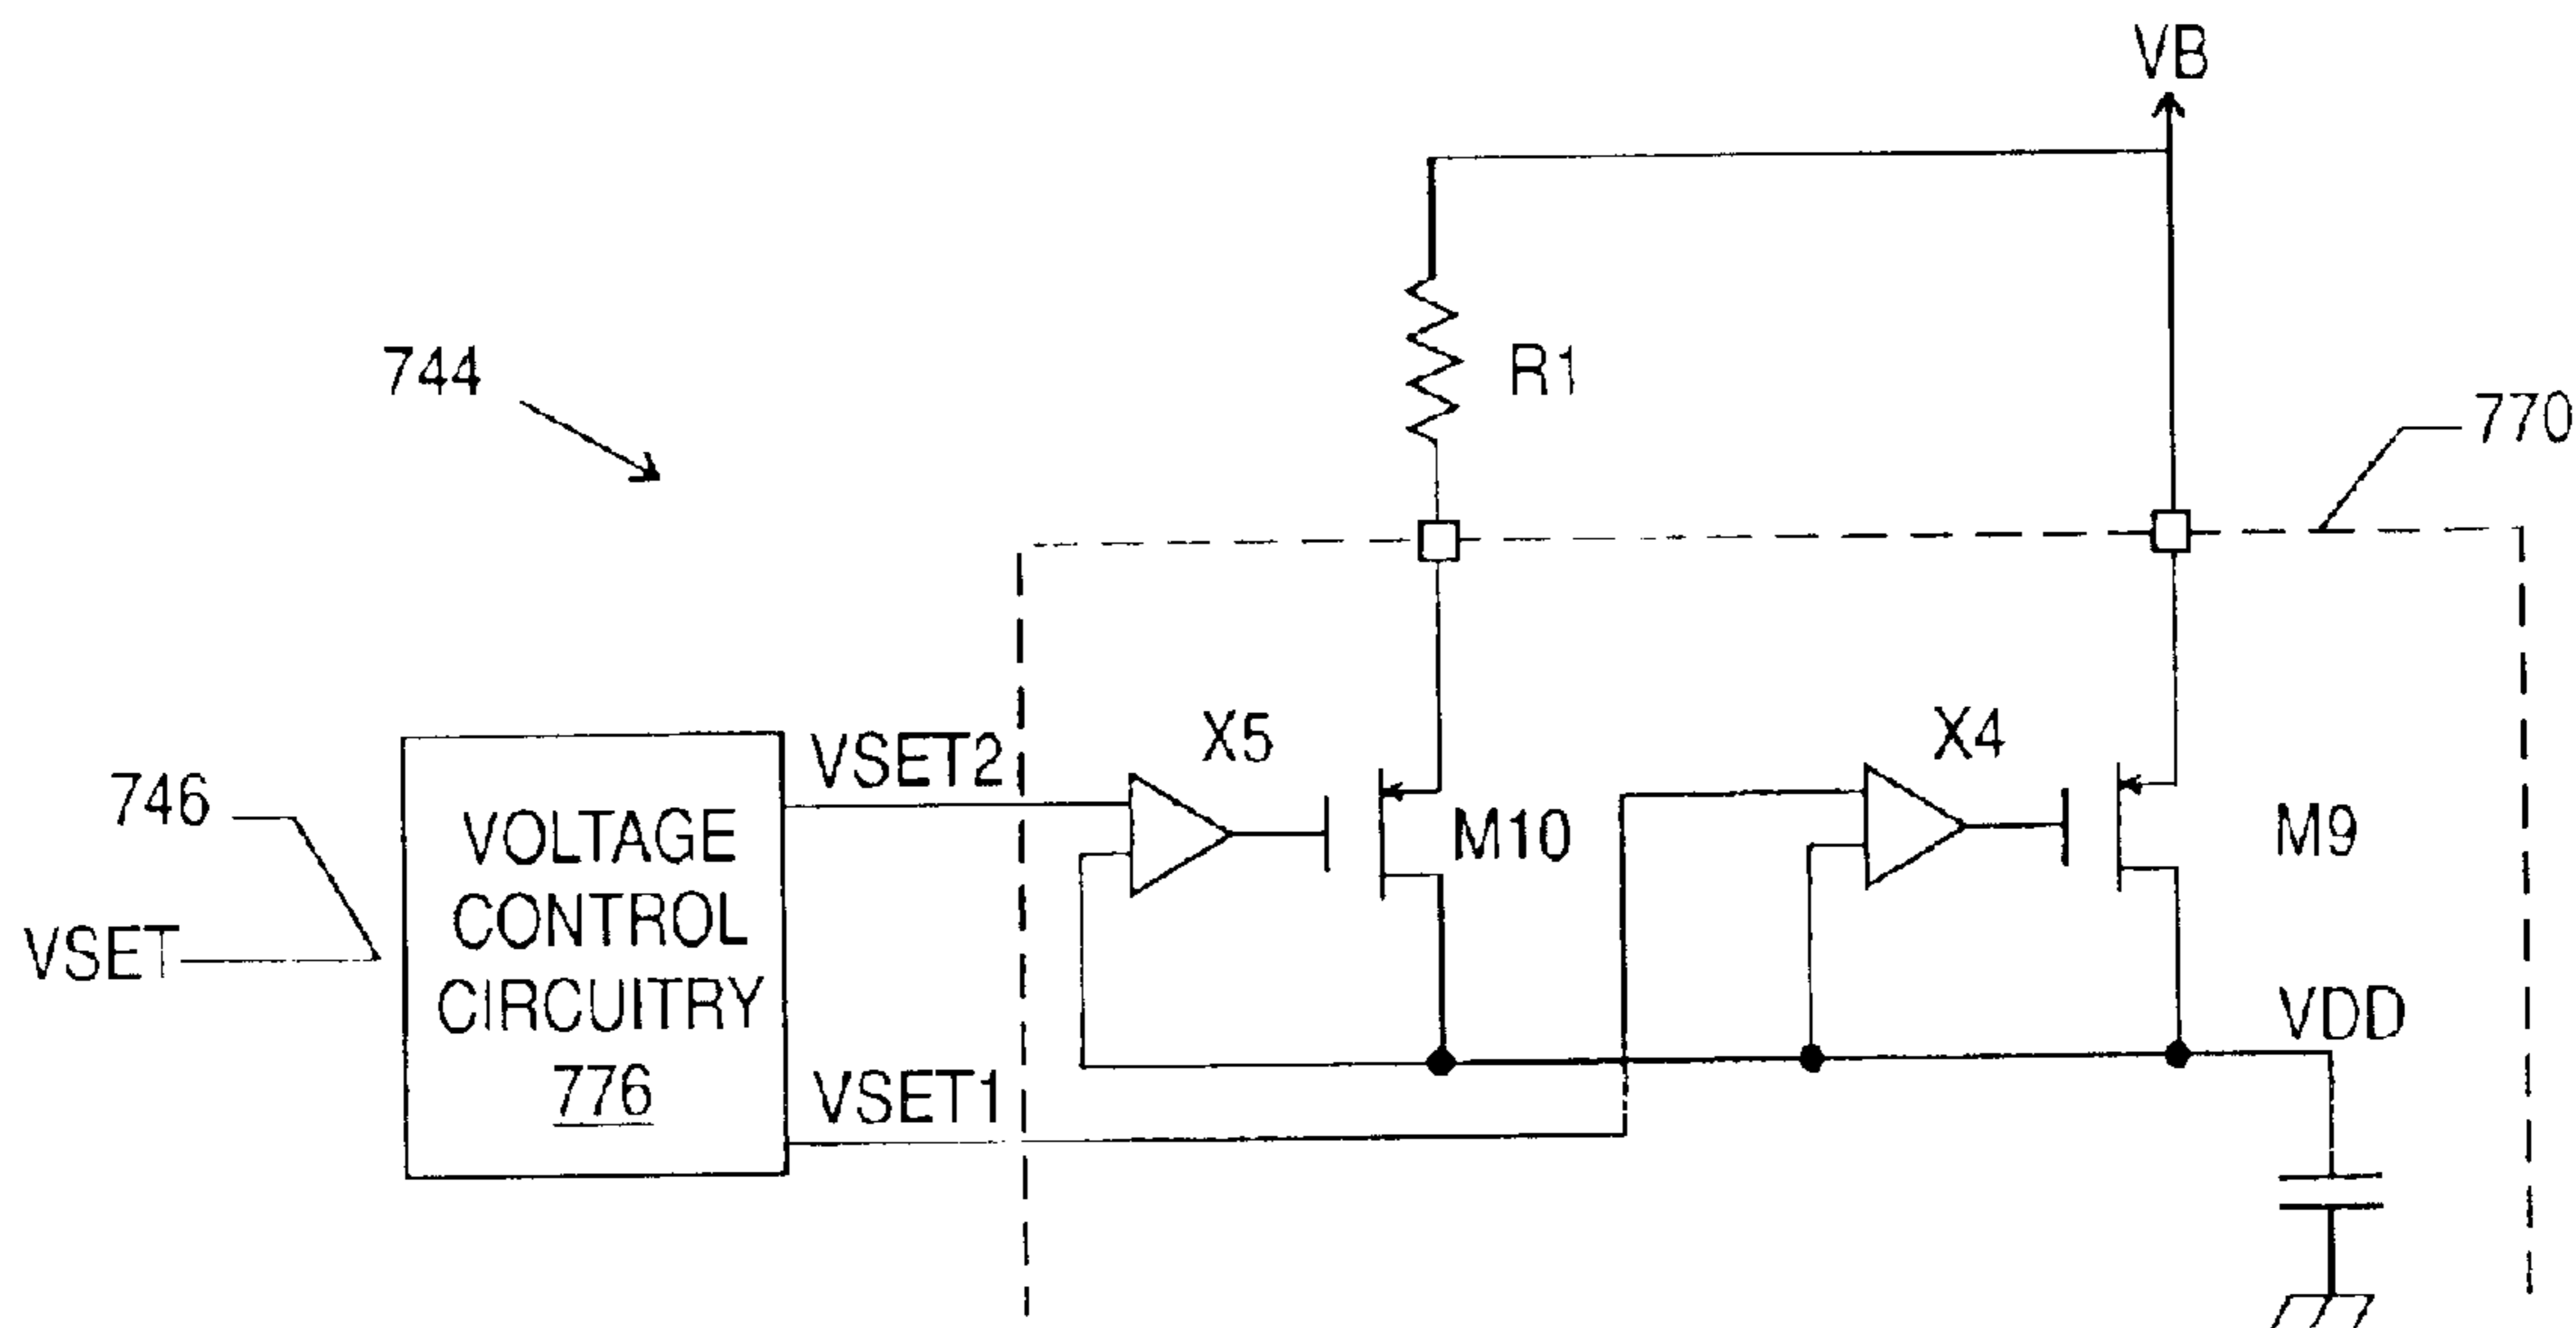 VB
R1
744
770
X5
X4
VSET2
746
VOLTAGE
CONTROL
CIRCUITRY
776
M10
M9
VSET
VDD
VSET1